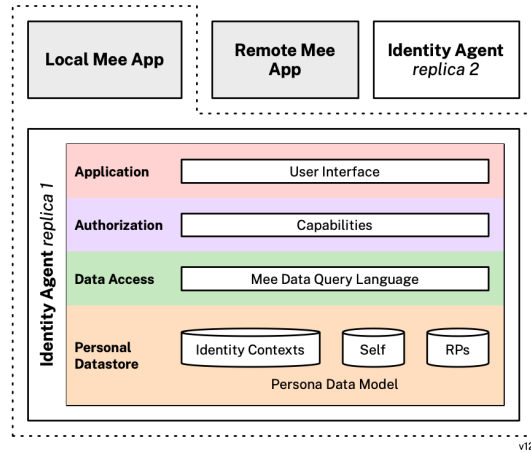 Local Mee App
Remote Mee
App
Identity Agent
replica 2
Identity Agent replica 1
Application
User Interface
Authorization
Capabilities
Data Access
Mee Data Query Language
Personal
Datastore
Identity Contexts
Self
RPs
Persona Data Model